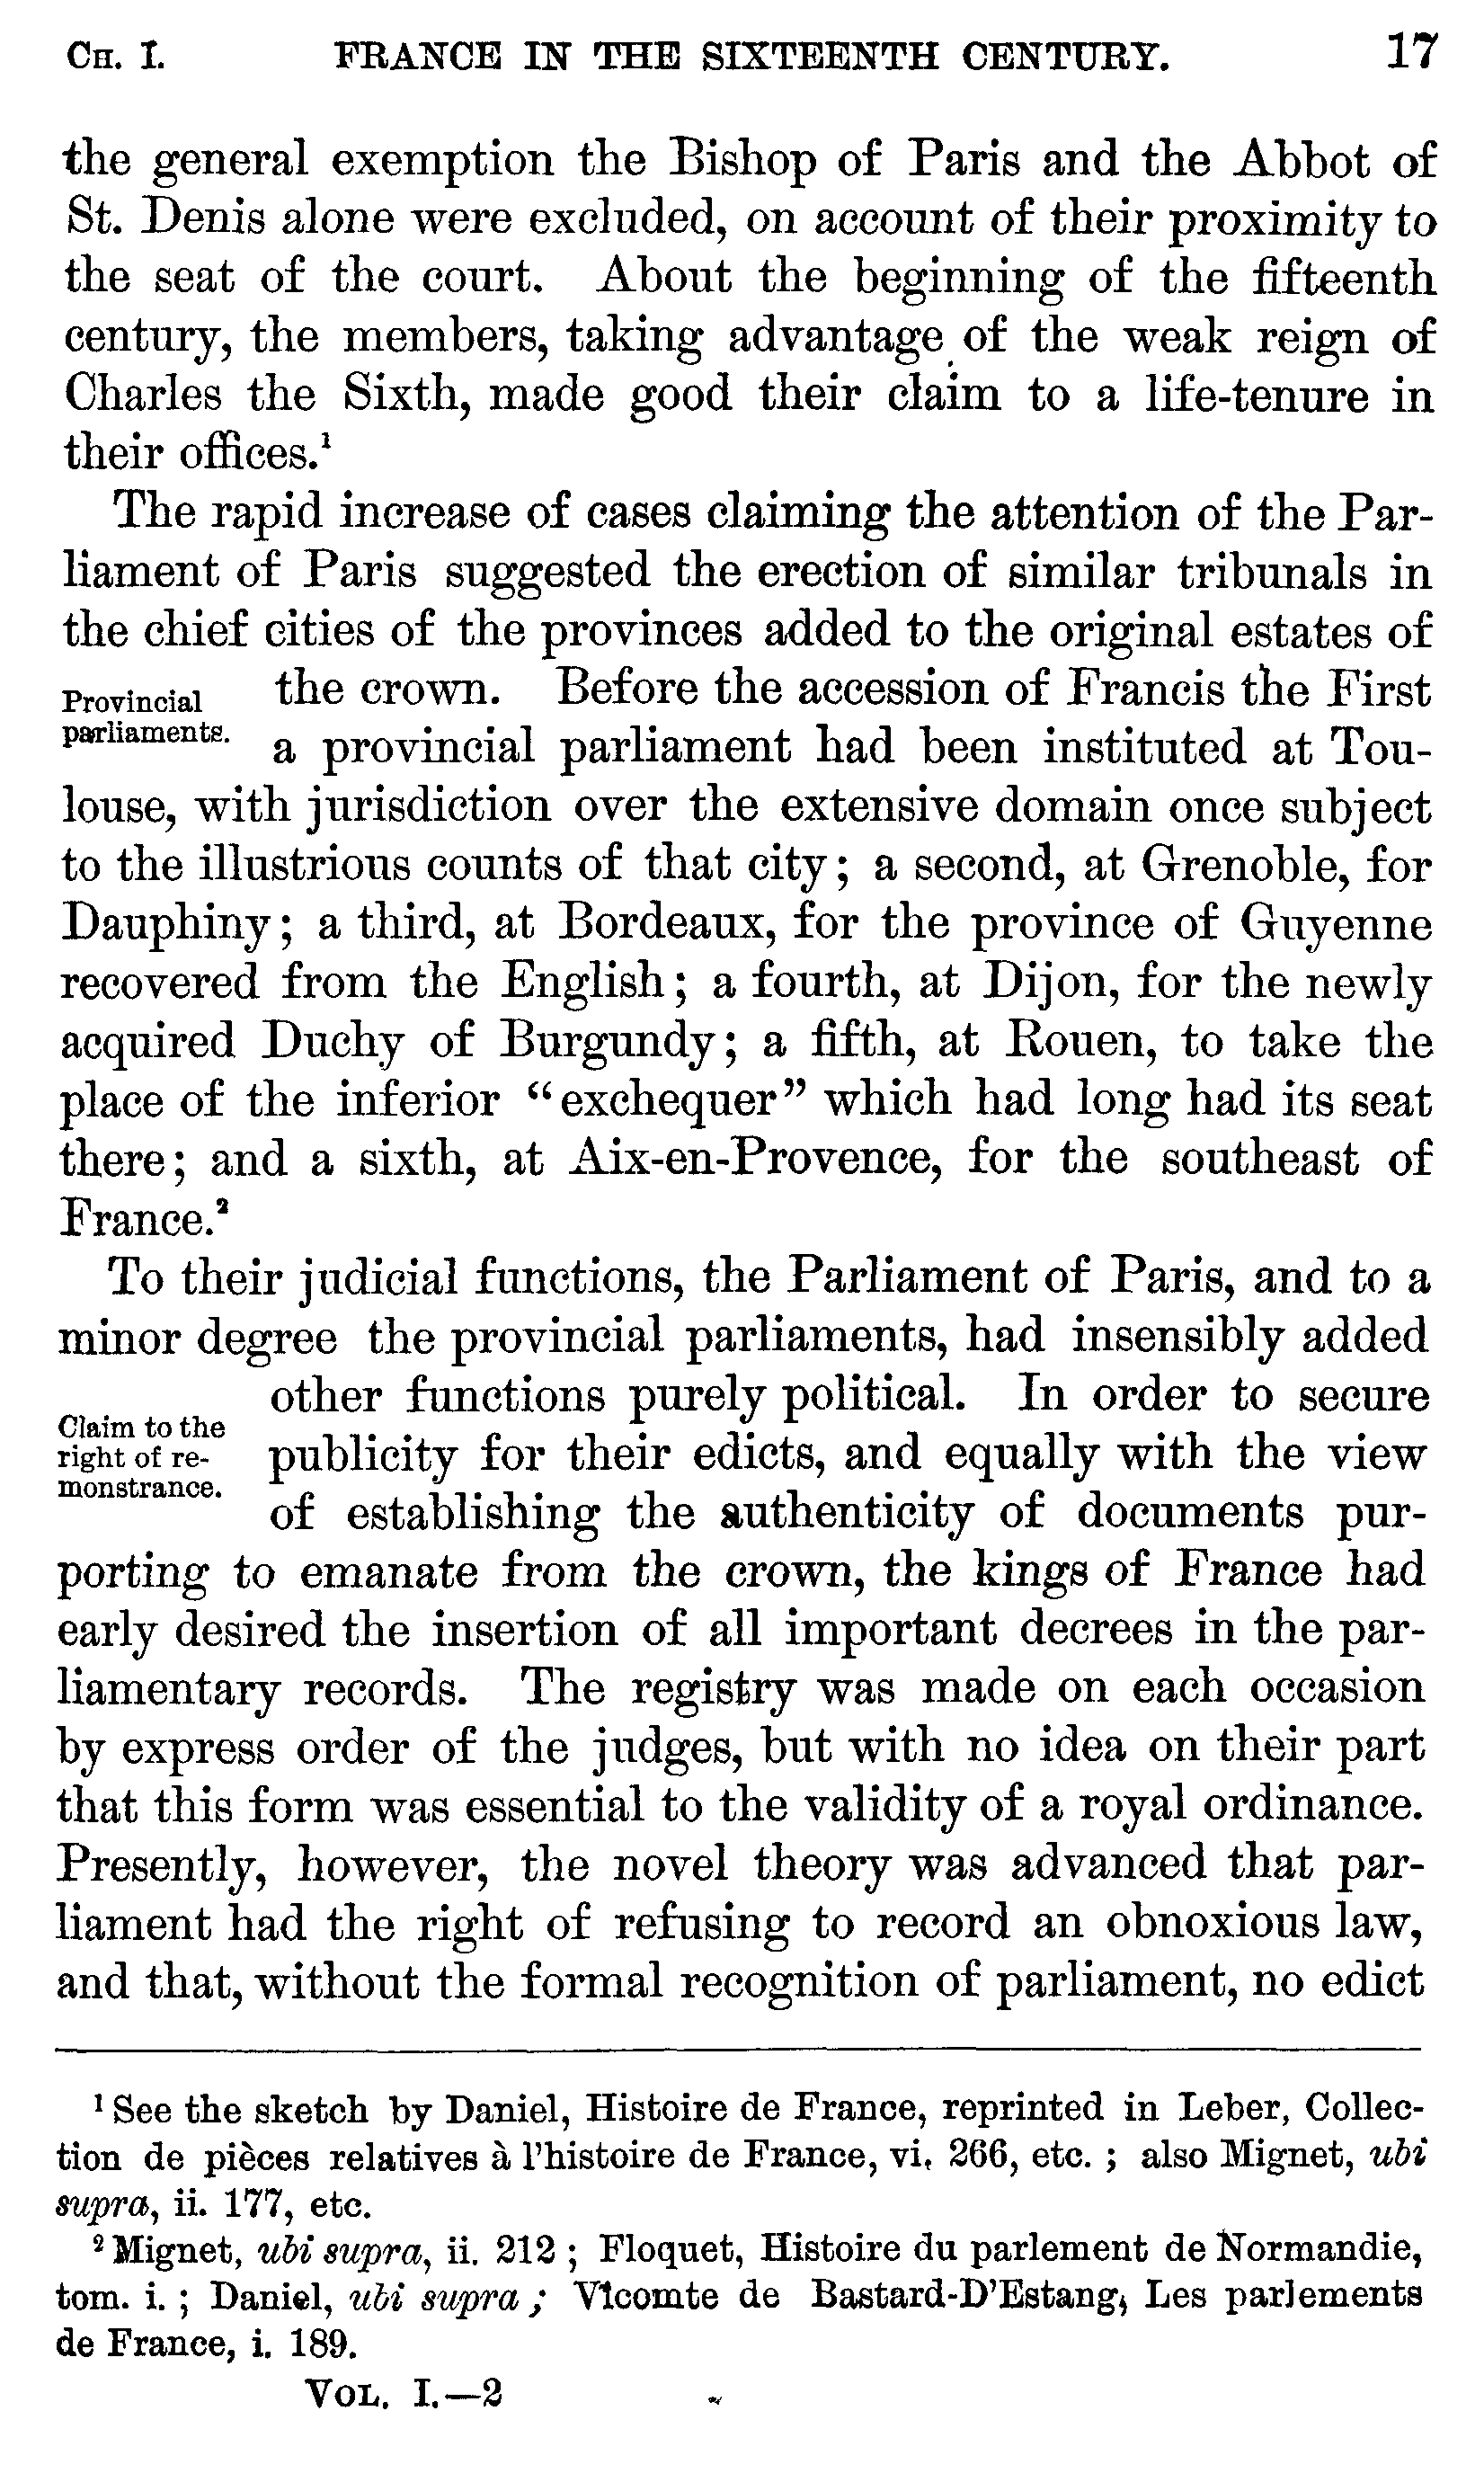 CH. I. FRANCE IN THE SIXTEENTH CENTURY. 17
the general exemption the Bishop of Paris and the Abbot of
St. Denis alone were excluded, on account of their proximity to
the seat of the court. About the beginning of the fifteenth
century, the members, taking advantage of the weak reign of
Charles the Sixth, made good their claim to a life-tenure in
their offices.¹
The rapid increase of cases claiming the attention of the Par-
liament of Paris suggested the erection of similar tribunals in
the chief cities of the provinces added to the original estates of
Provincial
parliaments.
the crown. Before the accession of Francis the First
a provincial parliament had been instituted at Tou-
louse, with jurisdiction over the extensive domain once subject
to the illustrious counts of that city; a second, at Grenoble, for
Dauphiny; a third, at Bordeaux, for the province of Guyenne
recovered from the English; a fourth, at Dijon, for the newly
acquired Duchy of Burgundy; a fifth, at Rouen, to take the
place of the inferior “exchequer” which had long had its seat
there; and a sixth, at Aix-en-Provence, for the southeast of
France.²
To their judicial functions, the Parliament of Paris, and to a
minor degree the provincial parliaments, had insensibly added
Claim to the
right of re-
monstrance.
other functions purely political. In order to secure
publicity for their edicts, and equally with the view
of establishing the authenticity of documents pur-
porting to emanate from the crown, the kings of France had
early desired the insertion of all important decrees in the par-
liamentary records. The registry was made on each occasion
by express order of the judges, but with no idea on their part
that this form was essential to the validity of a royal ordinance.
Presently, however, the novel theory was advanced that par-
liament had the right of refusing to record an obnoxious law,
and that, without the formal recognition of parliament, no edict
¹ See the sketch by Daniel, Histoire de France, reprinted in Leber, Collec-
tion de pièces relatives à l'histoire de France, vi. 266, etc. ; also Mignet, ubi
supra, ii. 177, etc.
² Mignet, ubi supra, ii. 212 ; Floquet, Histoire du parlement de Normandie,
tom. i. ; Daniel, ubi supra ; Vicomte de Bastard-D'Estang, Les parlements
de France, i. 189.
VOL. I.—2